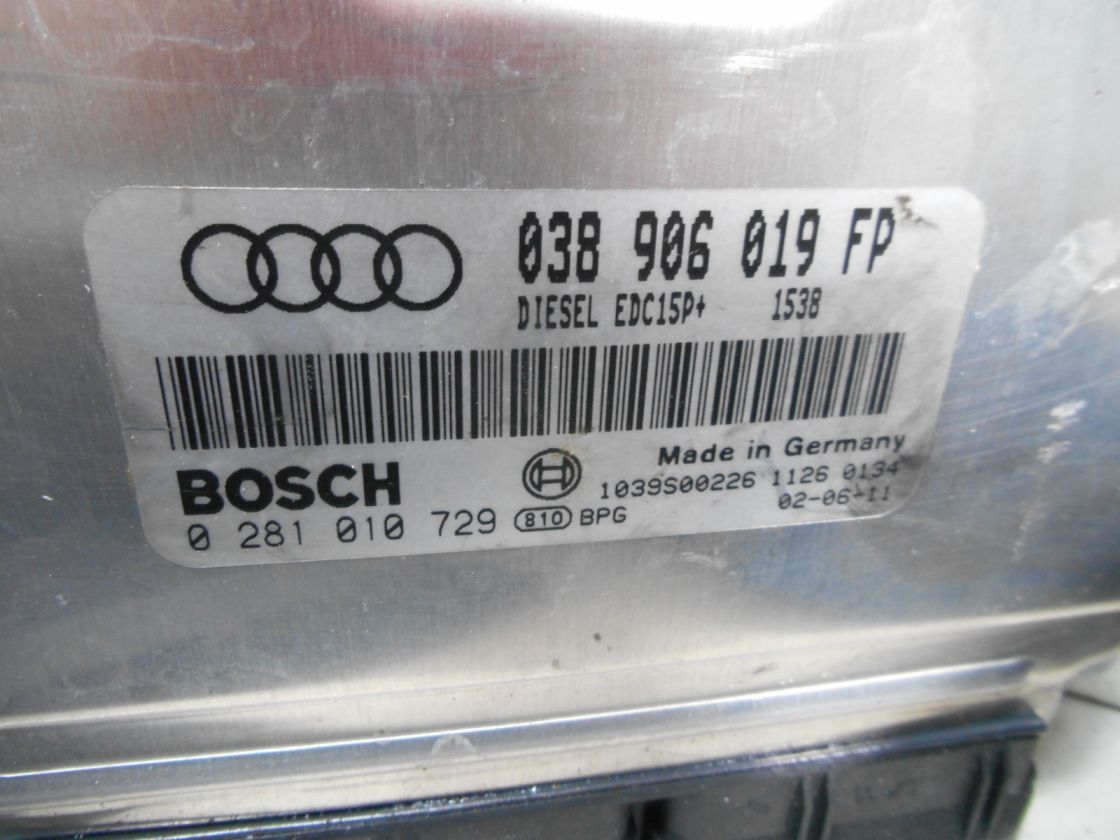 038 906 019 FP
DIESEL EDC15P+ 1538
Made in Germany
BOSCH
1039S00226 1126 0134
02-06-11
0 281 010 729 810 BPG